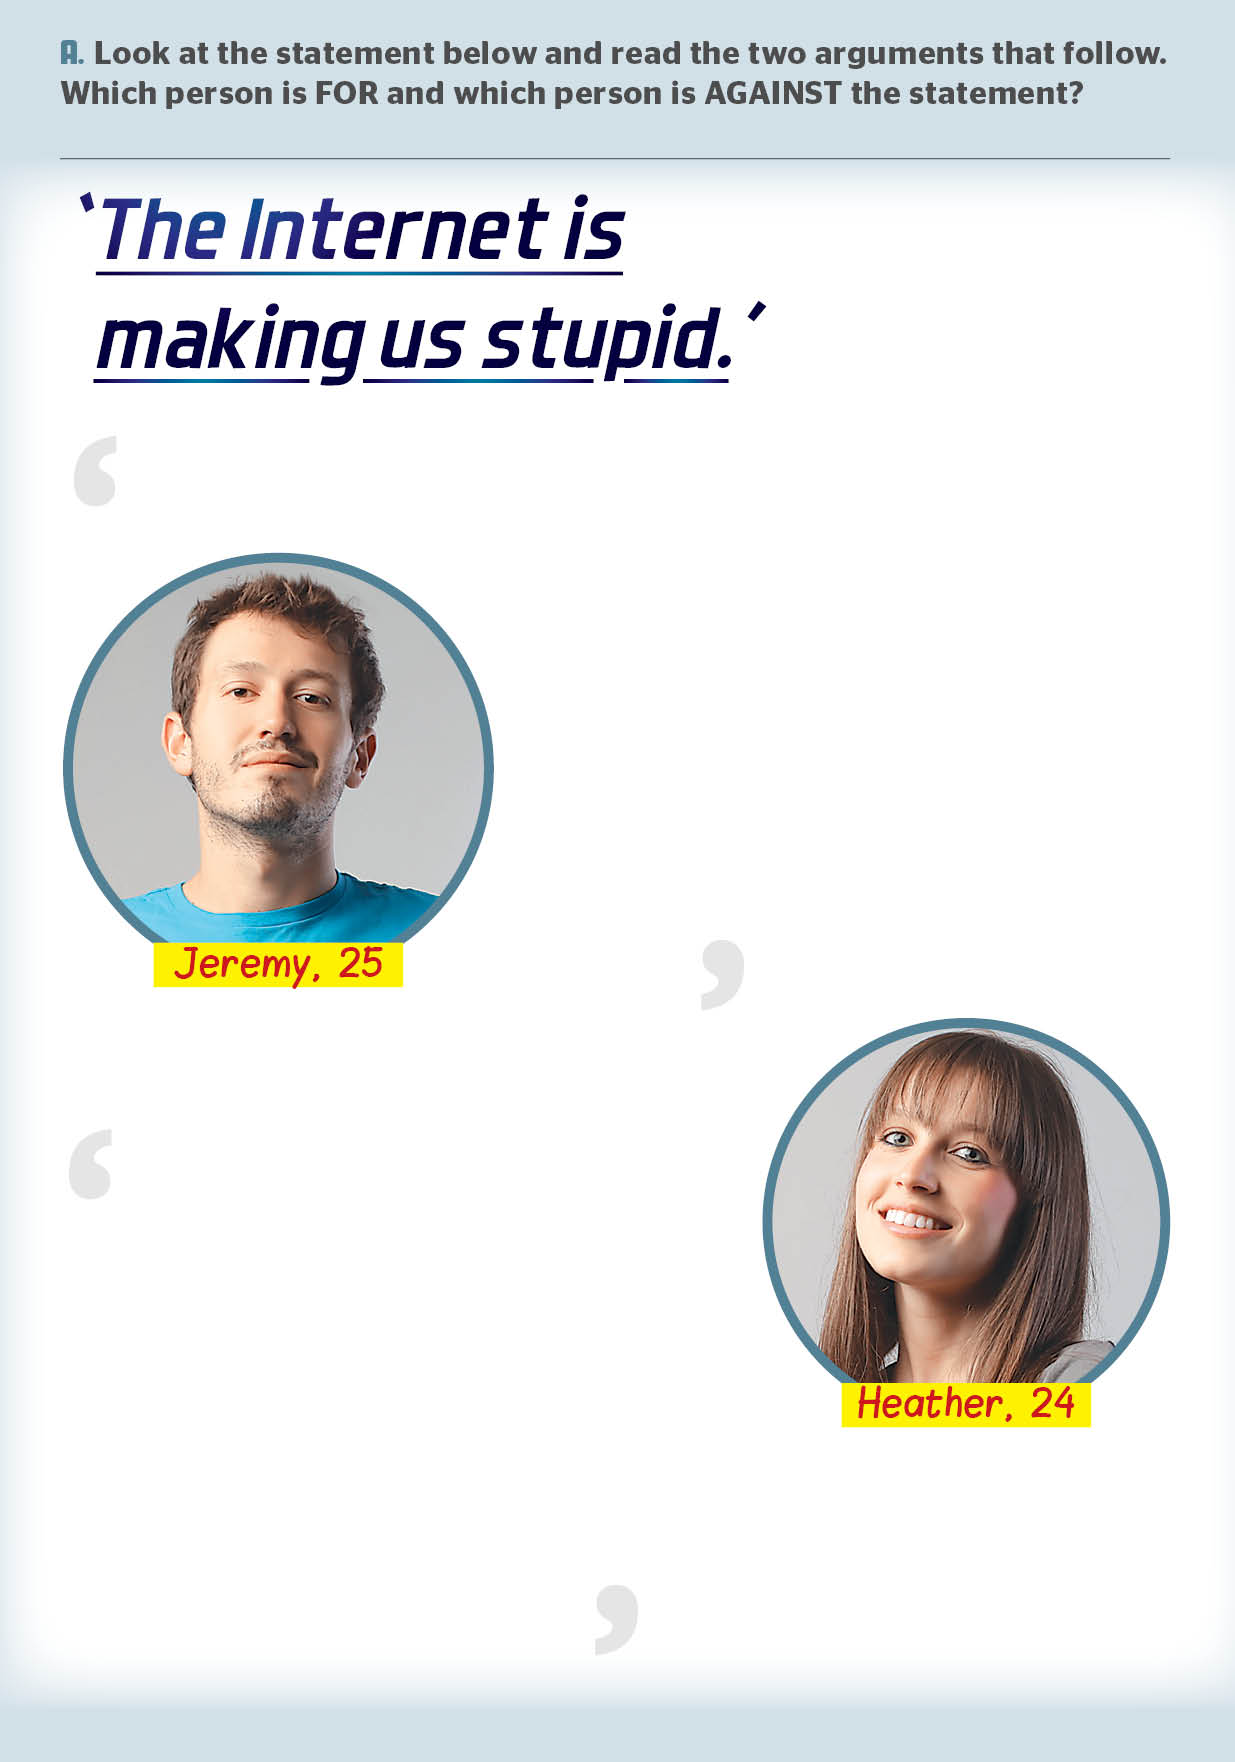 A. Look at the statement below and read the two arguments that follow.
Which person is FOR and which person is AGAINST the statement?
‘The Internet is
making us stupid.’
‘
Jeremy, 25
’
‘
Heather, 24
’